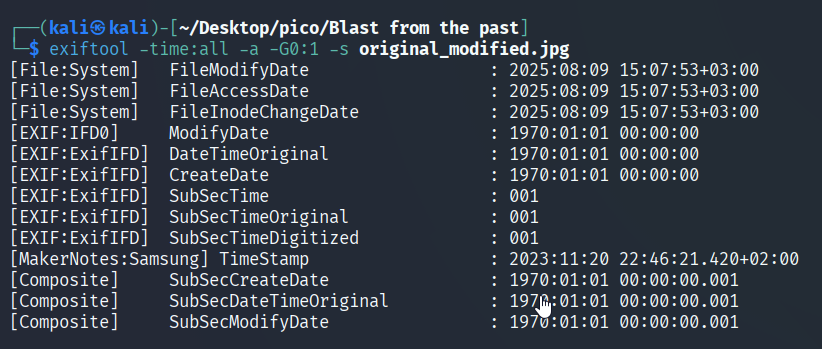 ┌──(kali㉿kali)-[~/Desktop/pico/Blast from the past]
└─$ exiftool -time:all -a -G0:1 -s original_modified.jpg
[File:System]   FileModifyDate                  : 2025:08:09 15:07:53+03:00
[File:System]   FileAccessDate                  : 2025:08:09 15:07:53+03:00
[File:System]   FileInodeChangeDate             : 2025:08:09 15:07:53+03:00
[EXIF:IFD0]     ModifyDate                      : 1970:01:01 00:00:00
[EXIF:ExifIFD]  DateTimeOriginal                : 1970:01:01 00:00:00
[EXIF:ExifIFD]  CreateDate                      : 1970:01:01 00:00:00
[EXIF:ExifIFD]  SubSecTime                      : 001
[EXIF:ExifIFD]  SubSecTimeOriginal              : 001
[EXIF:ExifIFD]  SubSecTimeDigitized             : 001
[MakerNotes:Samsung] TimeStamp                  : 2023:11:20 22:46:21.420+02:00
[Composite]     SubSecCreateDate                : 1970:01:01 00:00:00.001
[Composite]     SubSecDateTimeOriginal          : 1970:01:01 00:00:00.001
[Composite]     SubSecModifyDate                : 1970:01:01 00:00:00.001